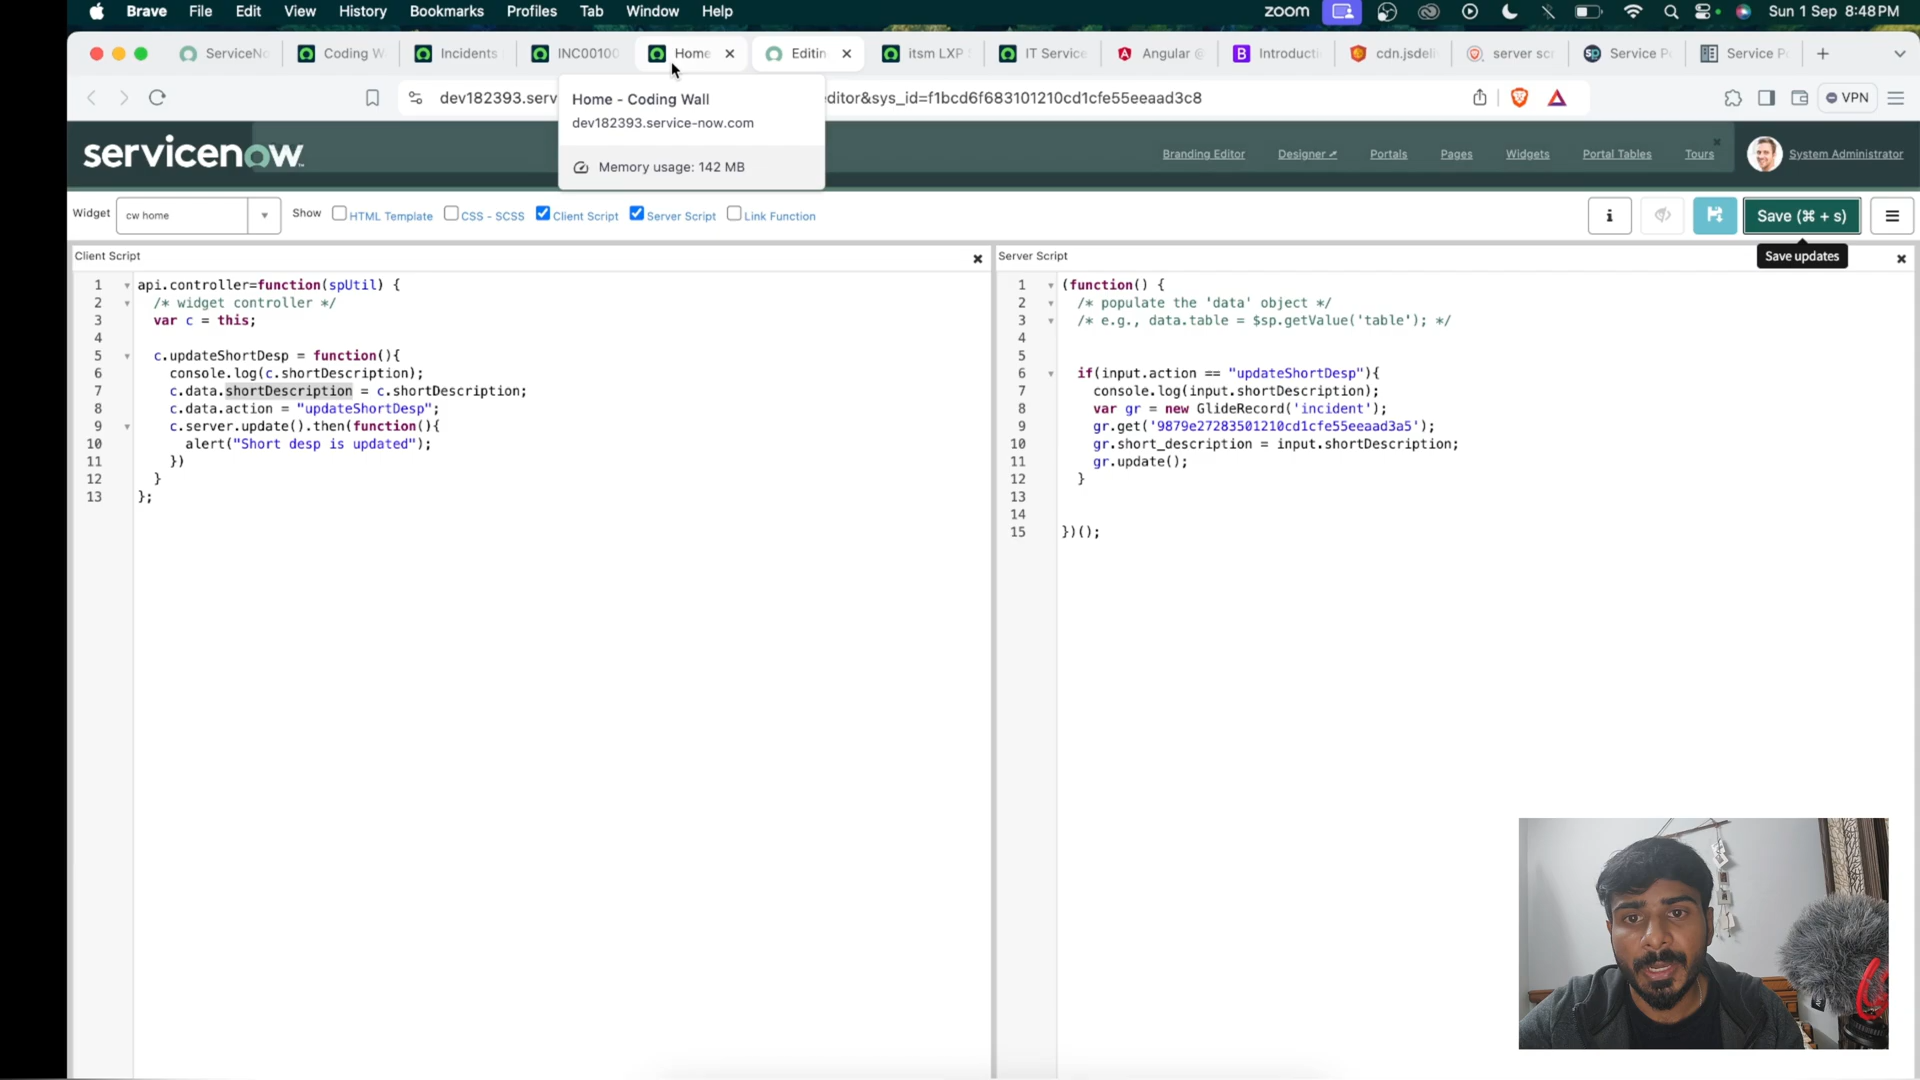 Brave File Edit View History Bookmarks Profiles Tab Window Help zoom Sun 1 Sep 8:48 PM
ServiceNo Coding W Incidents INC00100 Home Editin itsm LXP IT Service Angular @ Introducti cdn.jsdeli server scr Service Po Service Po
dev182393.serv editor&sys_id=f1bcd6f683101210cd1cfe55eeaad3c8 VPN
Home - Coding Wall
dev182393.service-now.com
Memory usage: 142 MB
servicenow Branding Editor Designer Portals Pages Widgets Portal Tables Tours System Administrator
Widget cw home Show HTML Template CSS - SCSS Client Script Server Script Link Function i Save (⌘ + s)
Save updates
Client Script
1 api.controller=function(spUtil) {
2 /* widget controller */
3 var c = this;
4
5 c.updateShortDesp = function(){
6 console.log(c.shortDescription);
7 c.data.shortDescription = c.shortDescription;
8 c.data.action = "updateShortDesp";
9 c.server.update().then(function(){
10 alert("Short desp is updated");
11 })
12 }
13 };
Server Script
1 (function() {
2 /* populate the 'data' object */
3 /* e.g., data.table = $sp.getValue('table'); */
4
5
6 if(input.action == "updateShortDesp"){
7 console.log(input.shortDescription);
8 var gr = new GlideRecord('incident');
9 gr.get('9879e27283501210cd1cfe55eeaad3a5');
10 gr.short_description = input.shortDescription;
11 gr.update();
12 }
13
14
15 })();